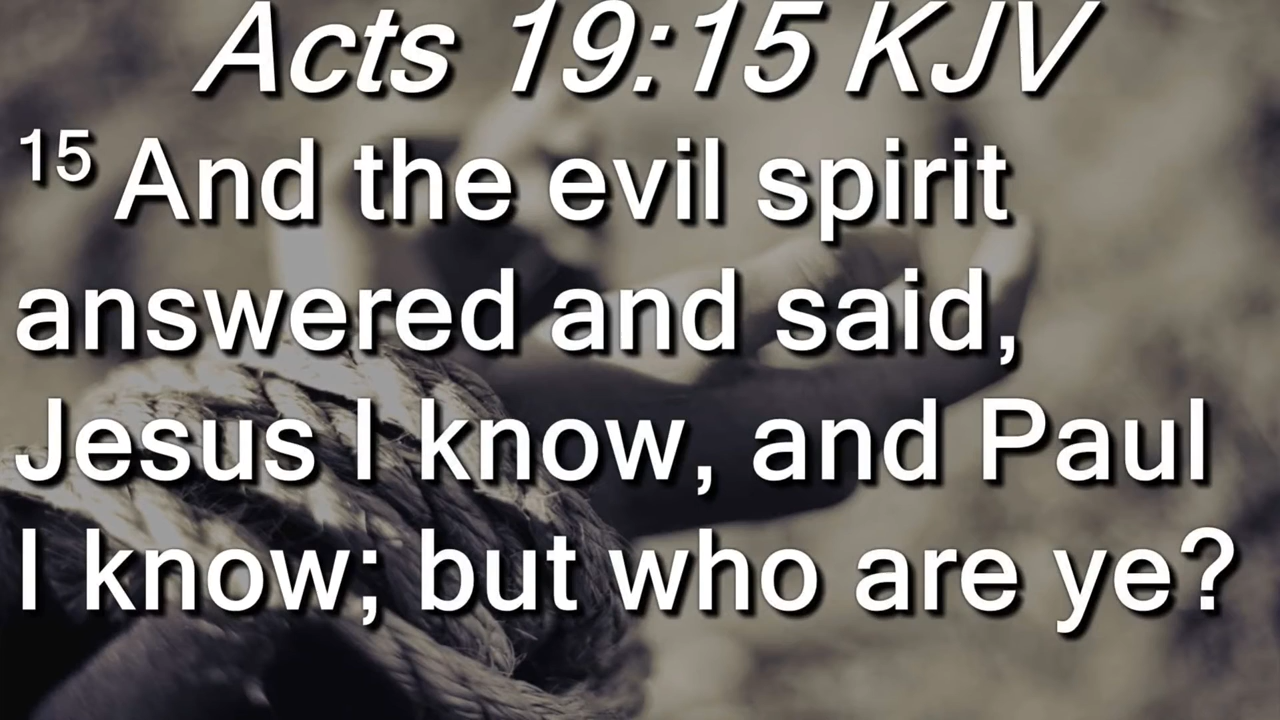 Acts 19:15 KJV
15 And the evil spirit
answered and said,
Jesus I know, and Paul
I know; but who are ye?